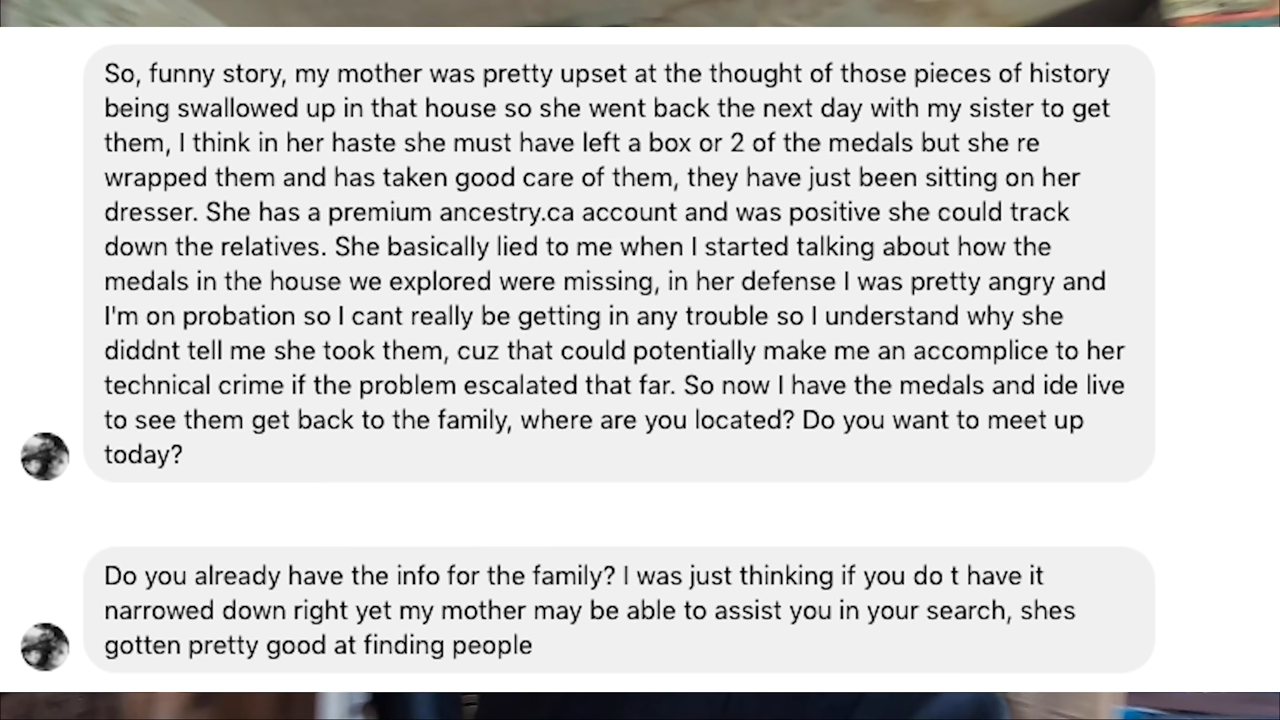 So, funny story, my mother was pretty upset at the thought of those pieces of history
being swallowed up in that house so she went back the next day with my sister to get
them, I think in her haste she must have left a box or 2 of the medals but she re
wrapped them and has taken good care of them, they have just been sitting on her
dresser. She has a premium ancestry.ca account and was positive she could track
down the relatives. She basically lied to me when I started talking about how the
medals in the house we explored were missing, in her defense I was pretty angry and
I'm on probation so I cant really be getting in any trouble so I understand why she
diddnt tell me she took them, cuz that could potentially make me an accomplice to her
technical crime if the problem escalated that far. So now I have the medals and ide live
to see them get back to the family, where are you located? Do you want to meet up
today?
Do you already have the info for the family? I was just thinking if you do t have it
narrowed down right yet my mother may be able to assist you in your search, shes
gotten pretty good at finding people